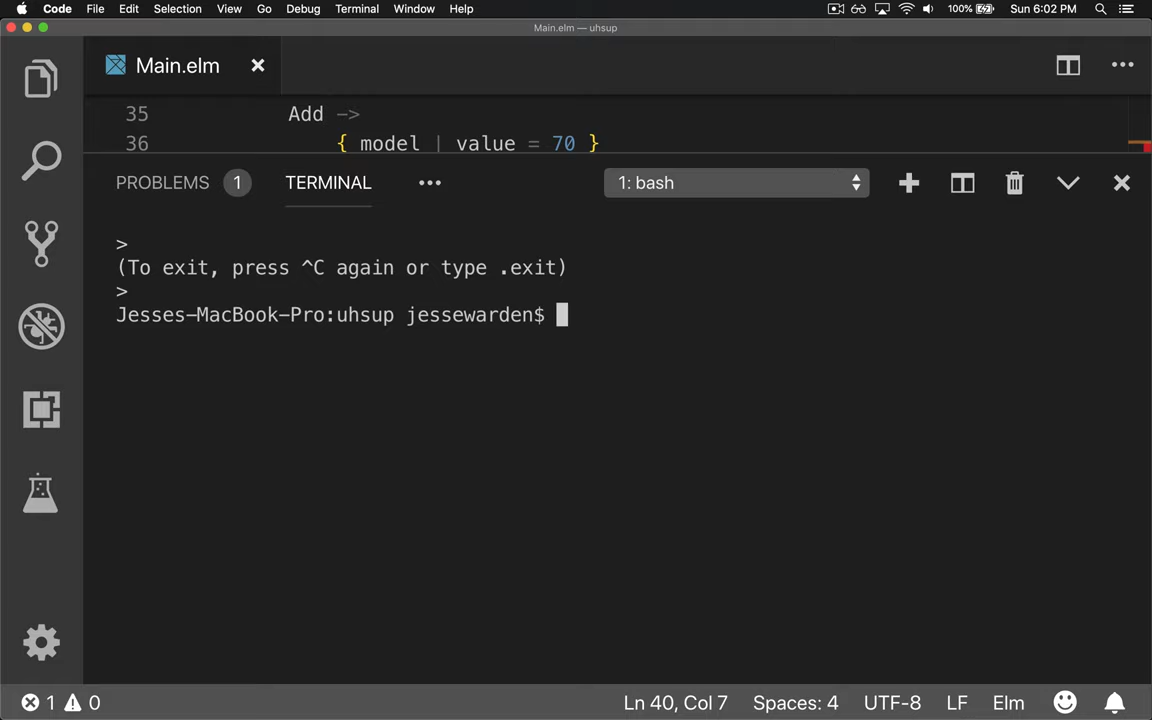 Code File Edit Selection View Go Debug Terminal Window Help 100% Sun 6:02 PM
Main.elm — uhsup
Main.elm
35 Add ->
36 { model | value = 70 }
PROBLEMS 1 TERMINAL ••• 1: bash
>
(To exit, press ^C again or type .exit)
>
Jesses-MacBook-Pro:uhsup jessewarden$
1 0 Ln 40, Col 7 Spaces: 4 UTF-8 LF Elm